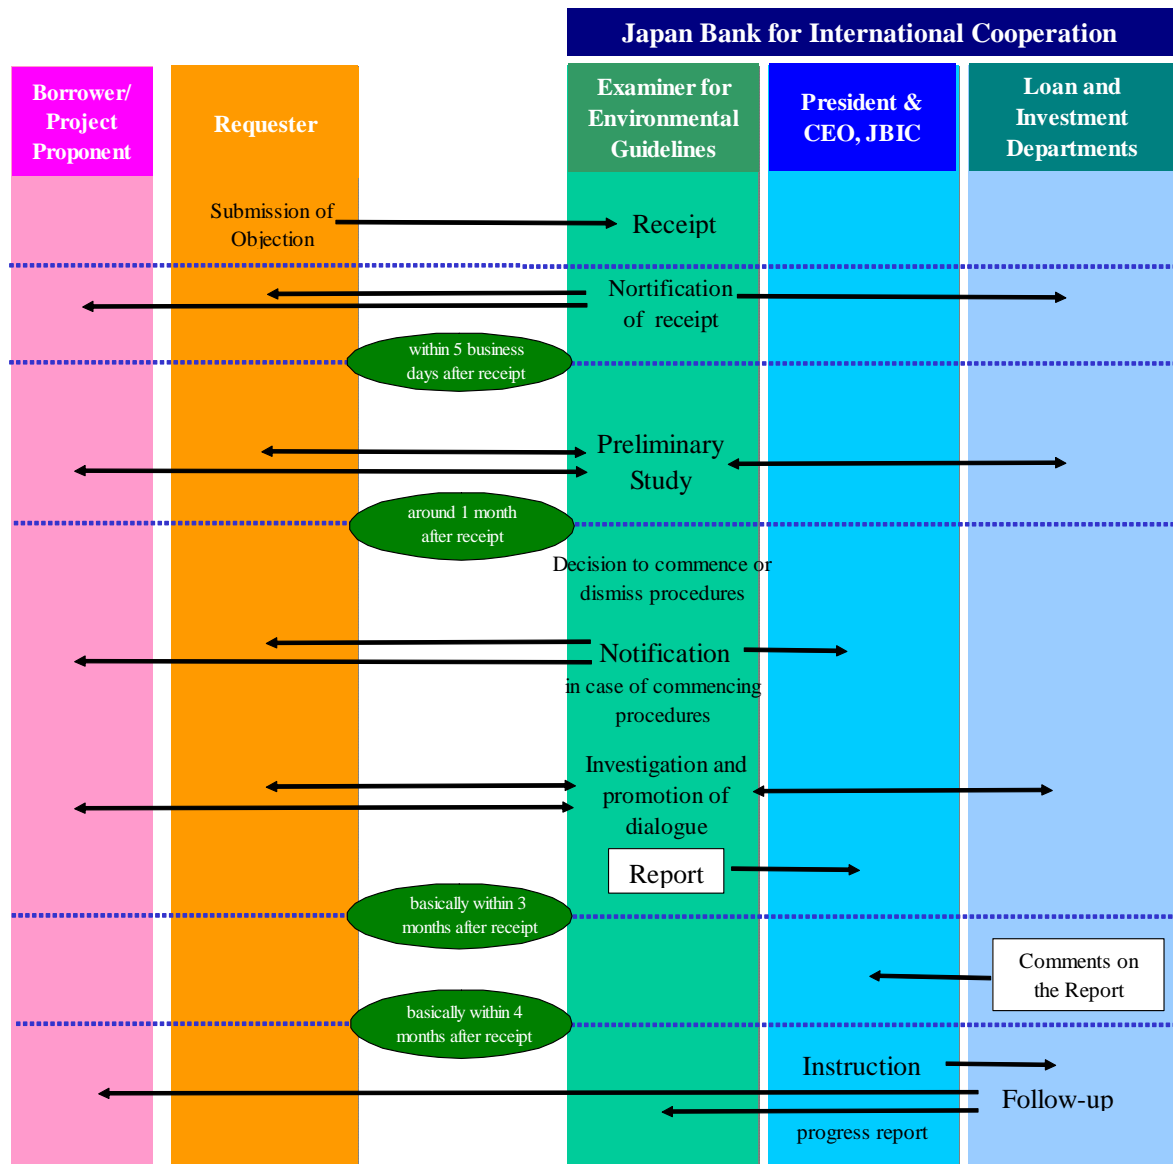 Japan Bank for International Cooperation
Borrower/
Project
Proponent
Requester
Examiner for
Environmental
Guidelines
President &
CEO, JBIC
Loan and
Investment
Departments
Submission of
Objection
Receipt
Nortification
of receipt
within 5 business
days after receipt
Preliminary
Study
around 1 month
after receipt
Decision to commence or
dismiss procedures
Notification
in case of commencing
procedures
Investigation and
promotion of
dialogue
Report
basically within 3
months after receipt
Comments on
the Report
basically within 4
months after receipt
Instruction
Follow-up
progress report